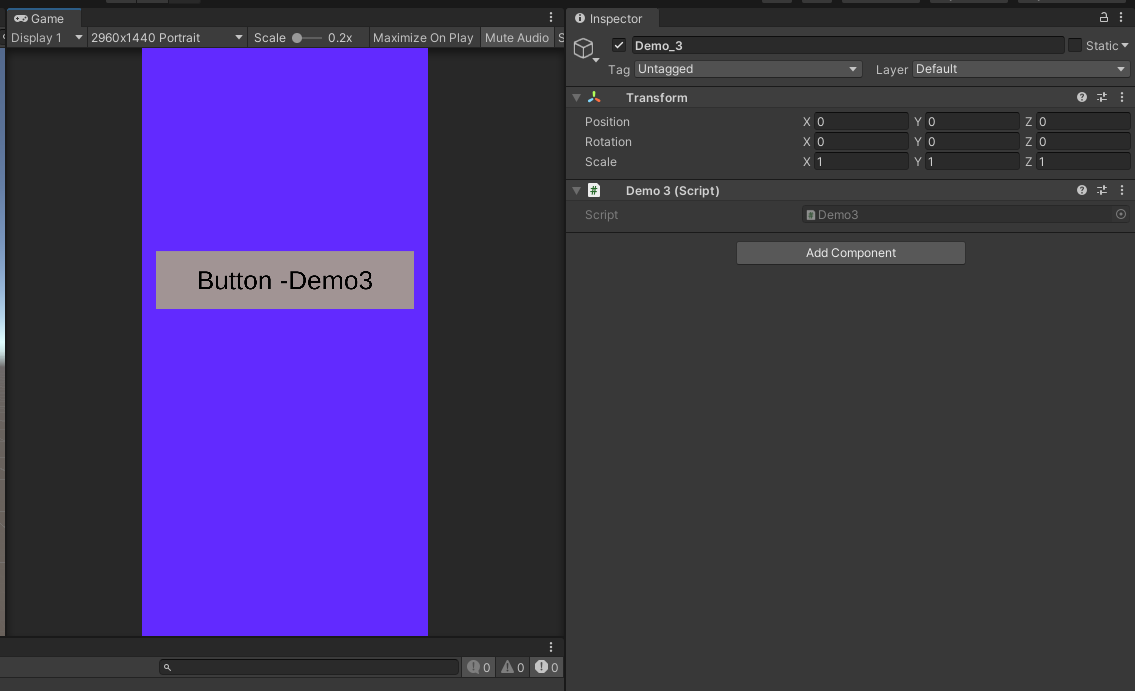 Game
Display 1 2960x1440 Portrait Scale 0.2x Maximize On Play Mute Audio S
Button -Demo3
0 0 0
Inspector
Demo_3 Static
Tag Untagged Layer Default
Transform
Position X 0 Y 0 Z 0
Rotation X 0 Y 0 Z 0
Scale X 1 Y 1 Z 1
# Demo 3 (Script)
Script # Demo3
Add Component